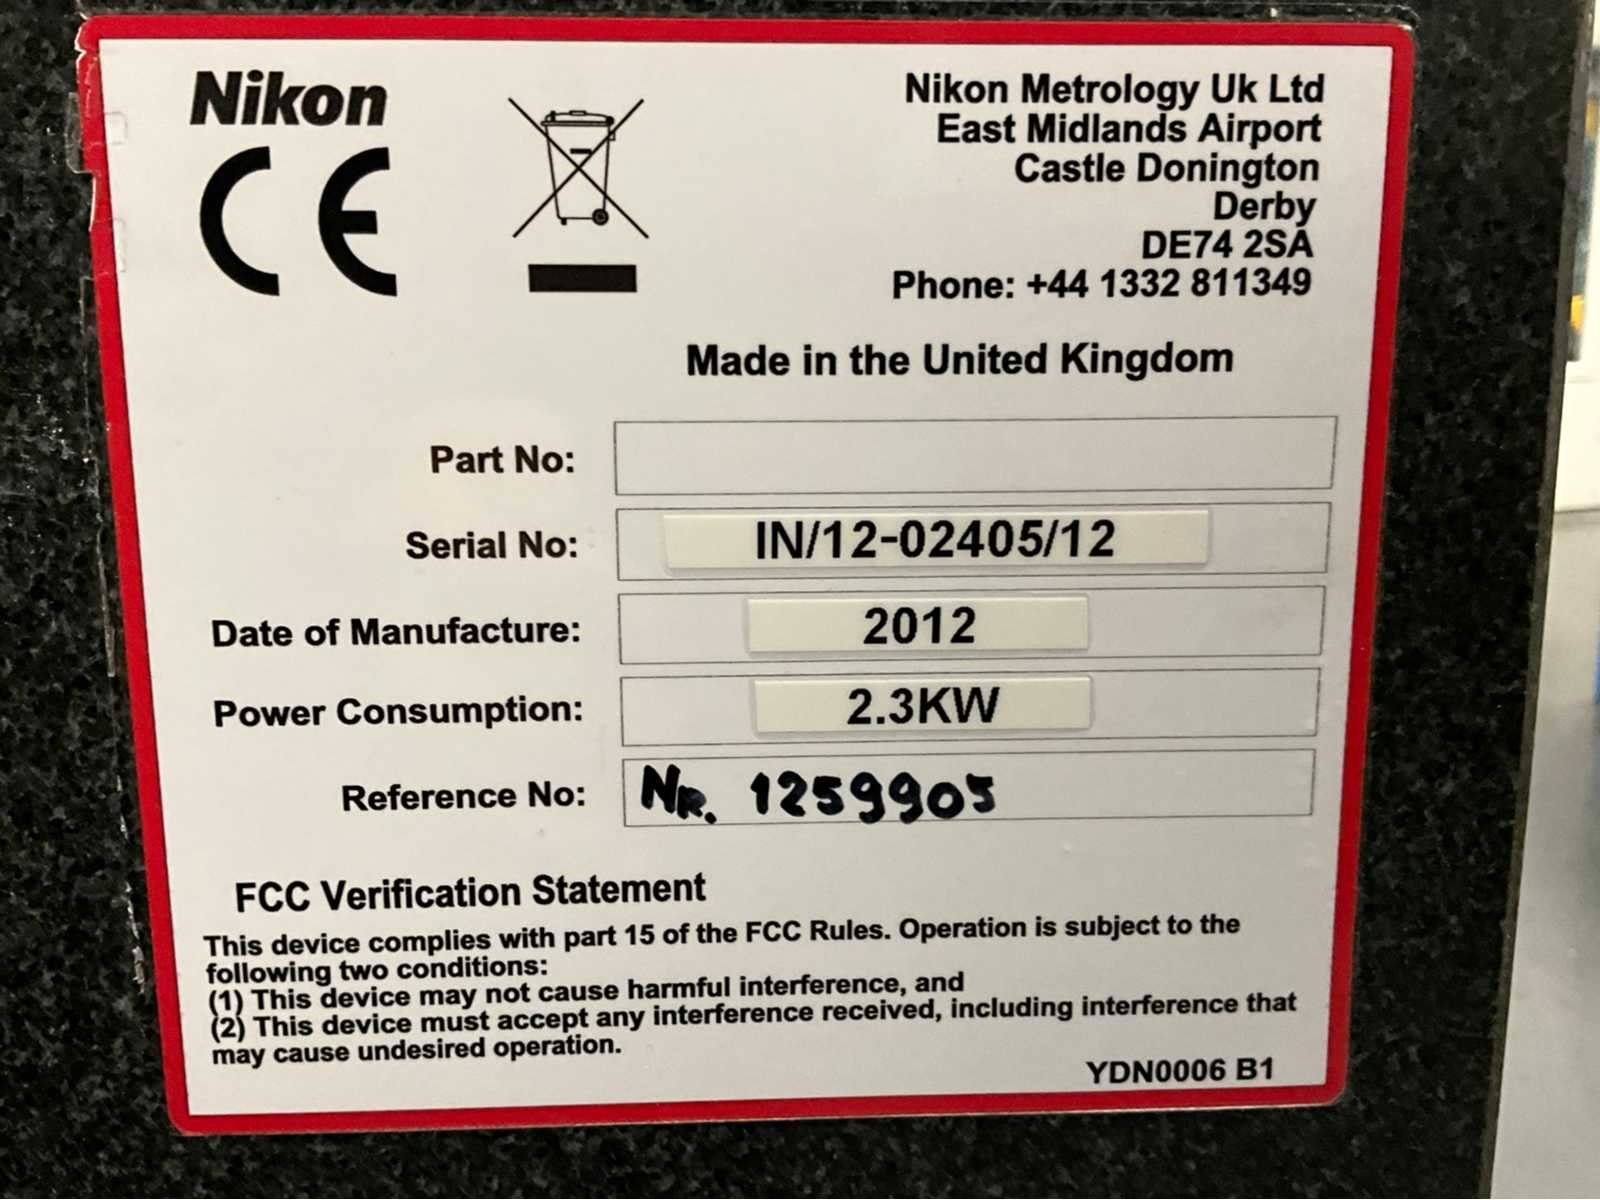 Nikon
CE
Nikon Metrology Uk Ltd
East Midlands Airport
Castle Donington
Derby
DE74 2SA
Phone: +44 1332 811349
Made in the United Kingdom
Part No:
Serial No: IN/12-02405/12
Date of Manufacture: 2012
Power Consumption: 2.3KW
Reference No: NR. 1259905
FCC Verification Statement
This device complies with part 15 of the FCC Rules. Operation is subject to the
following two conditions:
(1) This device may not cause harmful interference, and
(2) This device must accept any interference received, including interference that
may cause undesired operation.
YDN0006 B1